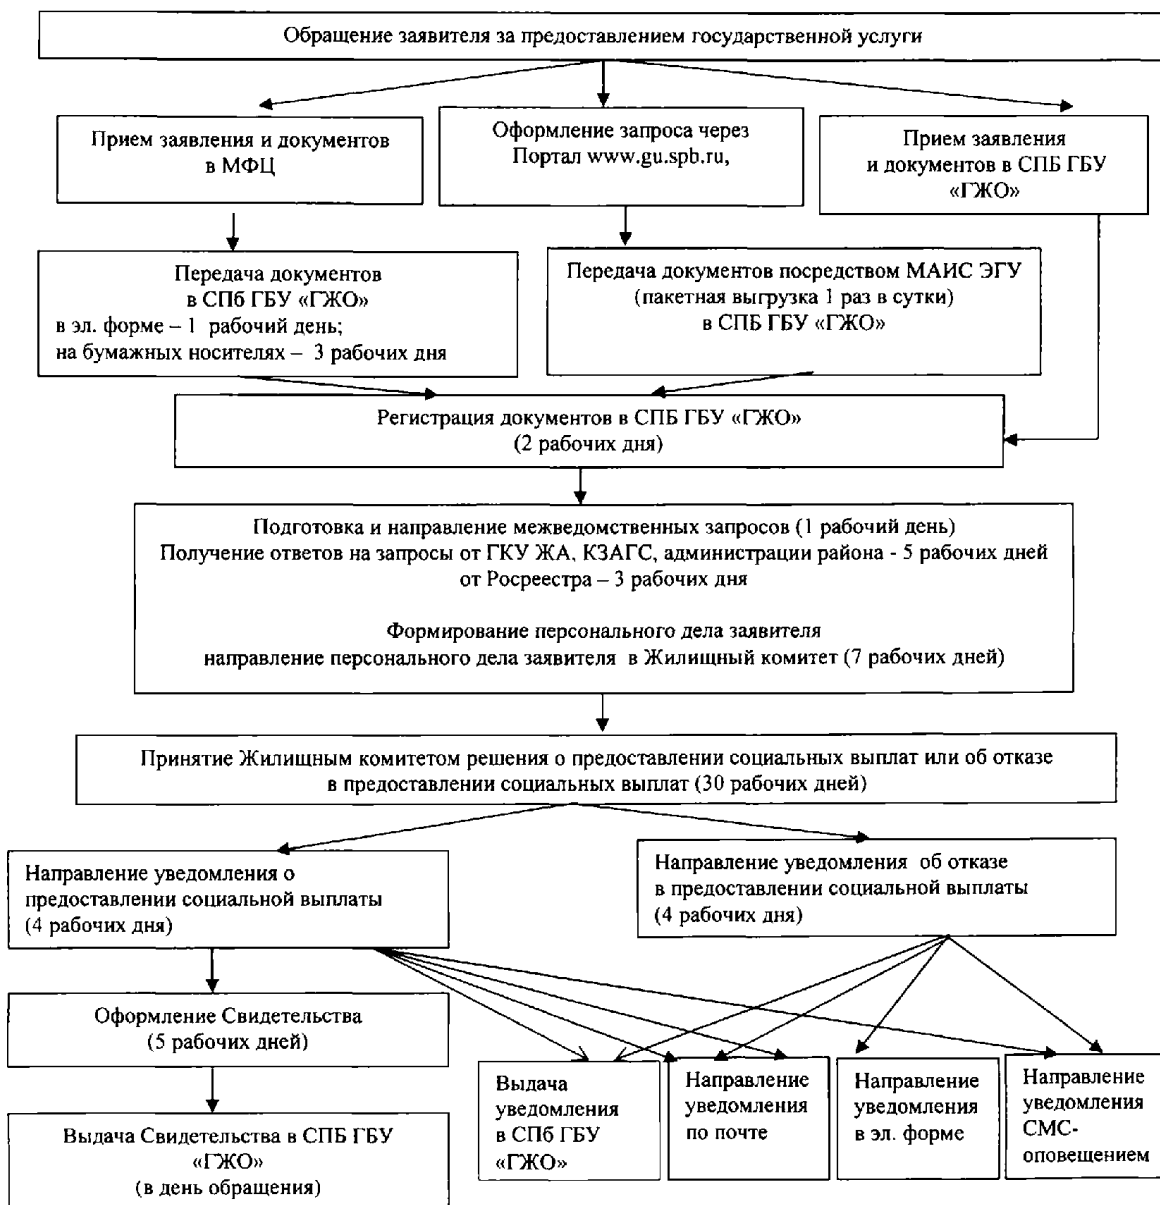 Обращение заявителя за предоставлением государственной услуги
Прием заявления и документов
в МФЦ
Оформление запроса через
Портал www.gu.spb.ru,
Прием заявления
и документов в СПБ ГБУ
«ГЖО»
Передача документов
в СПб ГБУ «ГЖО»
в эл. форме – 1 рабочий день;
на бумажных носителях – 3 рабочих дня
Передача документов посредством МАИС ЭГУ
(пакетная выгрузка 1 раз в сутки)
в СПБ ГБУ «ГЖО»
Регистрация документов в СПБ ГБУ «ГЖО»
(2 рабочих дня)
Подготовка и направление межведомственных запросов (1 рабочий день)
Получение ответов на запросы от ГКУ ЖА, КЗАГС, администрации района - 5 рабочих дней
от Росреестра – 3 рабочих дня
Формирование персонального дела заявителя
направление персонального дела заявителя в Жилищный комитет (7 рабочих дней)
Принятие Жилищным комитетом решения о предоставлении социальных выплат или об отказе
в предоставлении социальных выплат (30 рабочих дней)
Направление уведомления о
предоставлении социальной выплаты
(4 рабочих дня)
Направление уведомления об отказе
в предоставлении социальной выплаты
(4 рабочих дня)
Оформление Свидетельства
(5 рабочих дней)
Выдача
уведомления
в СПб ГБУ
«ГЖО»
Направление
уведомления
по почте
Направление
уведомления
в эл. форме
Направление
уведомления
СМС-
оповещением
Выдача Свидетельства в СПБ ГБУ
«ГЖО»
(в день обращения)